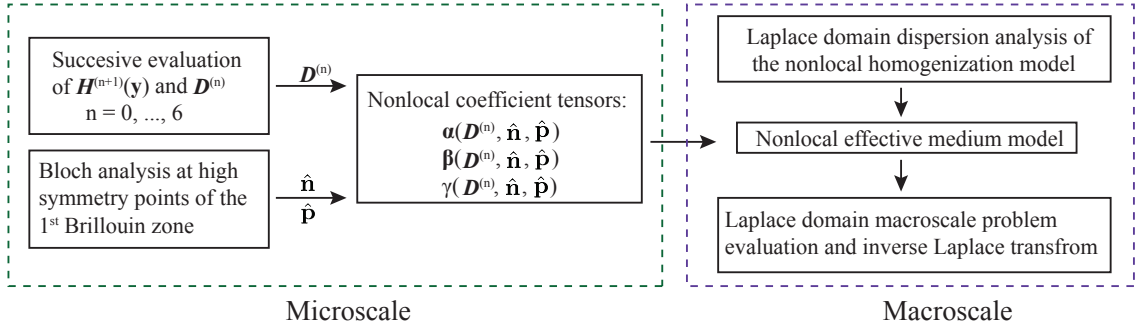 Succesive evaluation
of H⁽ⁿ⁺¹⁾(y) and D⁽ⁿ⁾
n = 0, ..., 6
D⁽ⁿ⁾
Bloch analysis at high
symmetry points of the
1ˢᵗ Brillouin zone
n̂
p̂
Nonlocal coefficient tensors:
α(D⁽ⁿ⁾, n̂, p̂)
β(D⁽ⁿ⁾, n̂, p̂)
γ(D⁽ⁿ⁾, n̂, p̂)
Microscale
Laplace domain dispersion analysis of
the nonlocal homogenization model
Nonlocal effective medium model
Laplace domain macroscale problem
evaluation and inverse Laplace transfrom
Macroscale